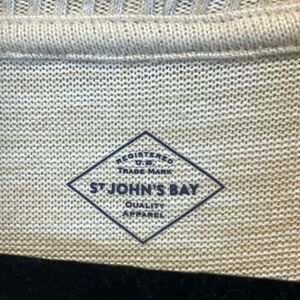 REGISTERED
U.S.
TRADE MARK
ST JOHN'S BAY
QUALITY
APPAREL